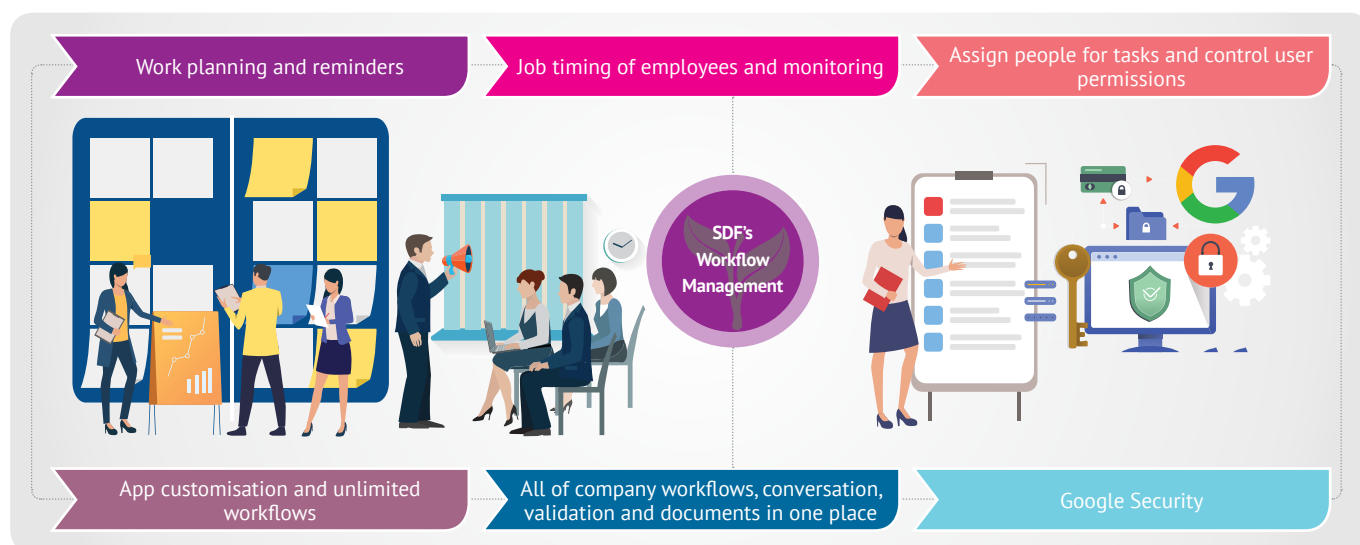 Work planning and reminders
Job timing of employees and monitoring
Assign people for tasks and control user
permissions
SDF's
Workflow
Management
App customisation and unlimited
workflows
All of company workflows, conversation,
validation and documents in one place
Google Security